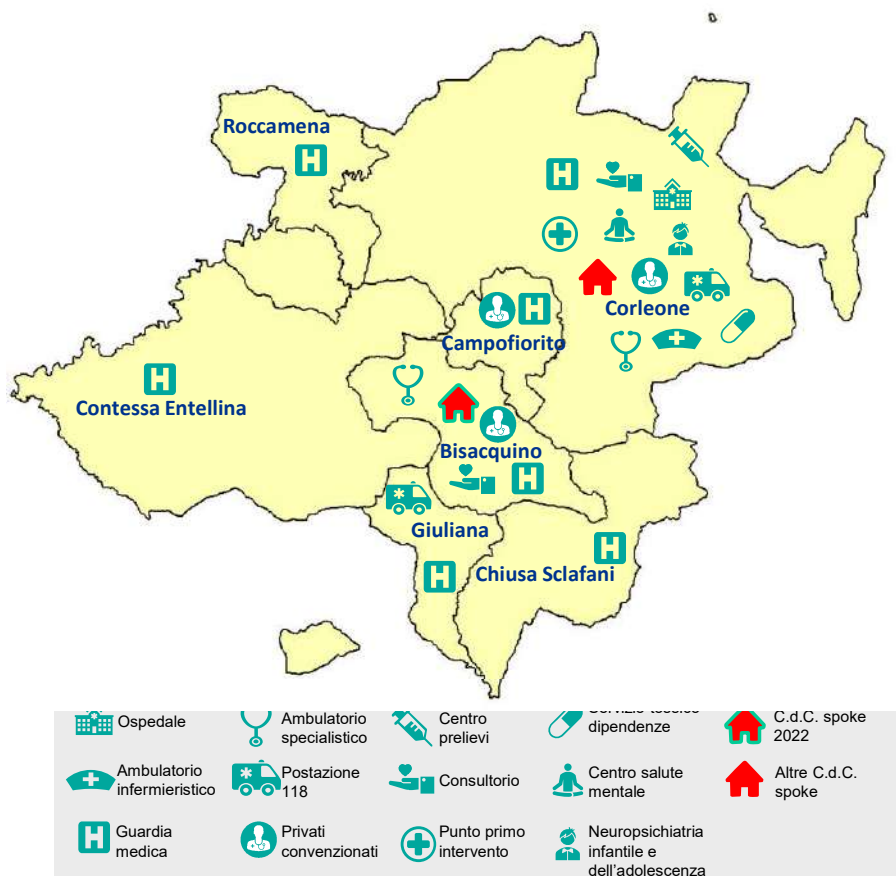 Roccamena
H
H
Corleone
H
Campofiorito
H
Contessa Entellina
Bisacquino
H
Giuliana
H
Chiusa Sclafani
H
Ospedale
Ambulatorio
specialistico
Centro
prelievi
dipendenze
C.d.C. spoke
2022
Ambulatorio
infermieristico
Postazione
118
Consultorio
Centro salute
mentale
Altre C.d.C.
spoke
H
Guardia
medica
Privati
convenzionati
Punto primo
intervento
Neuropsichiatria
infantile e
dell'adolescenza